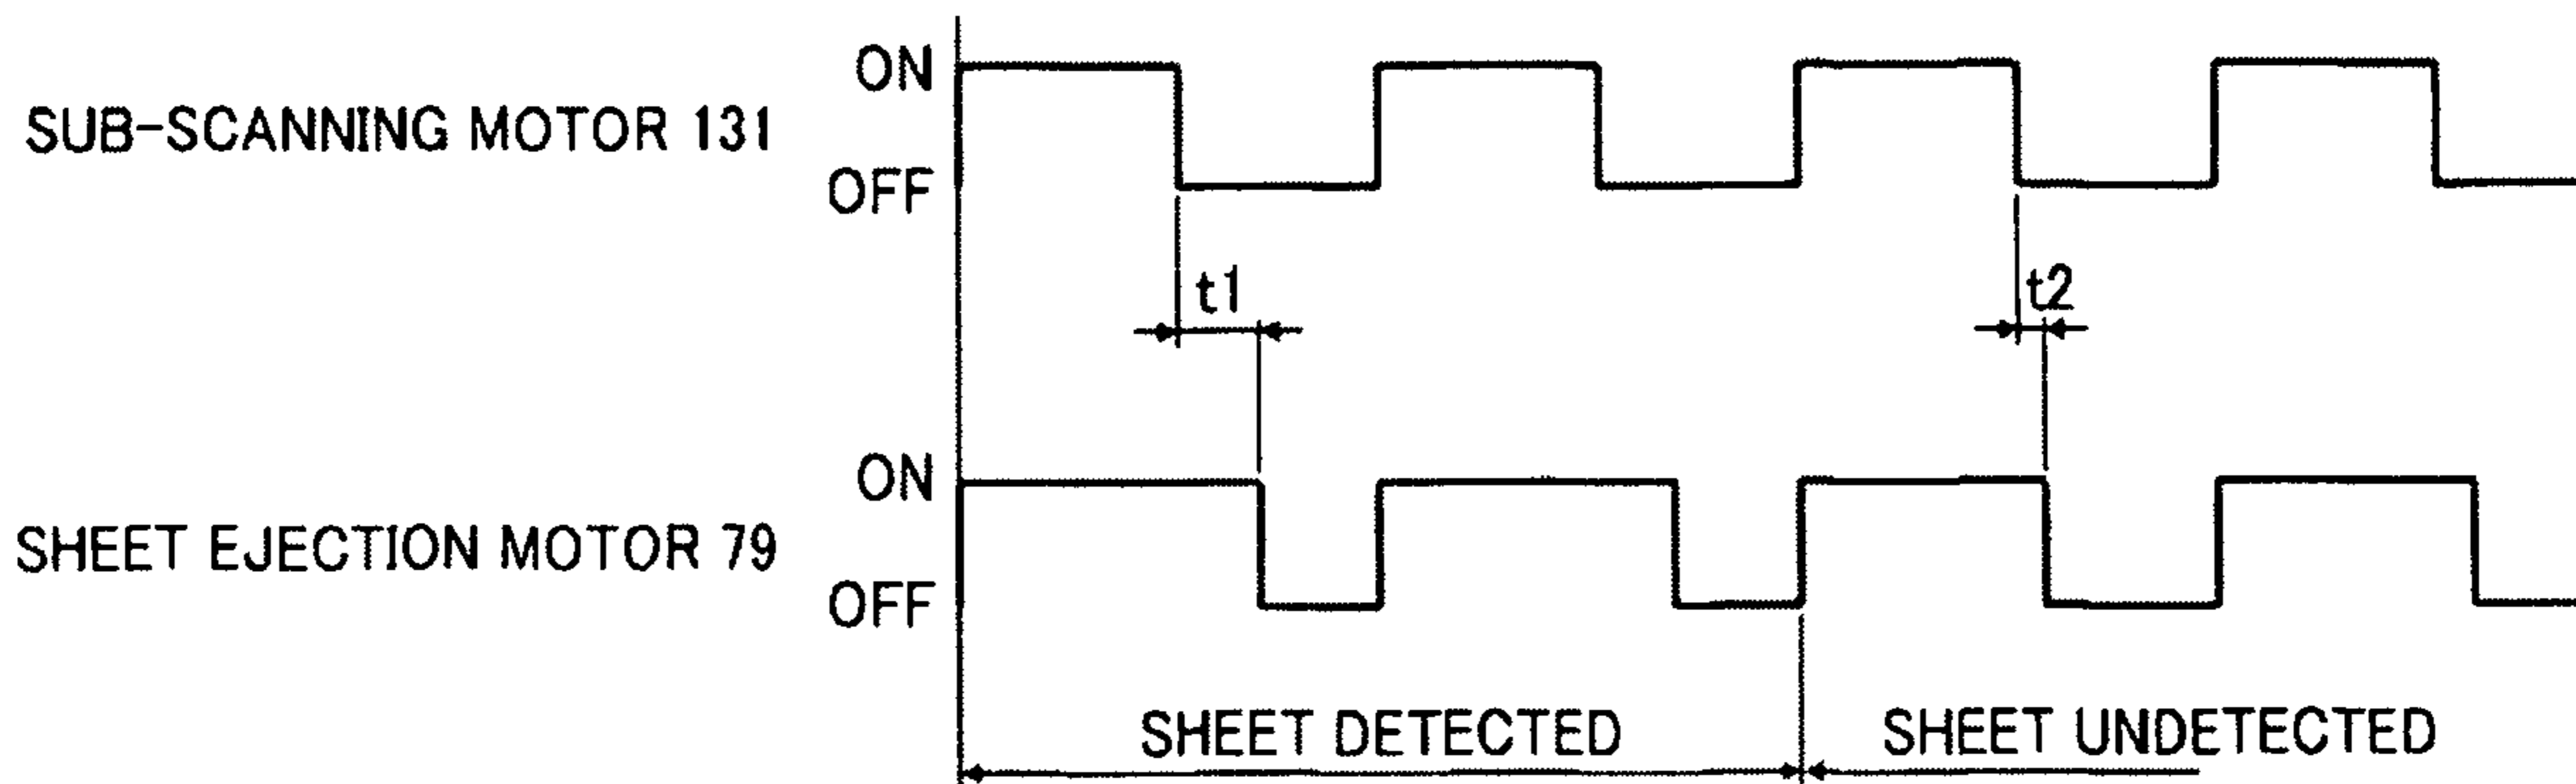 ON
SUB-SCANNING MOTOR 131
OFF
t1
t2
ON
SHEET EJECTION MOTOR 79
OFF
SHEET DETECTED
SHEET UNDETECTED